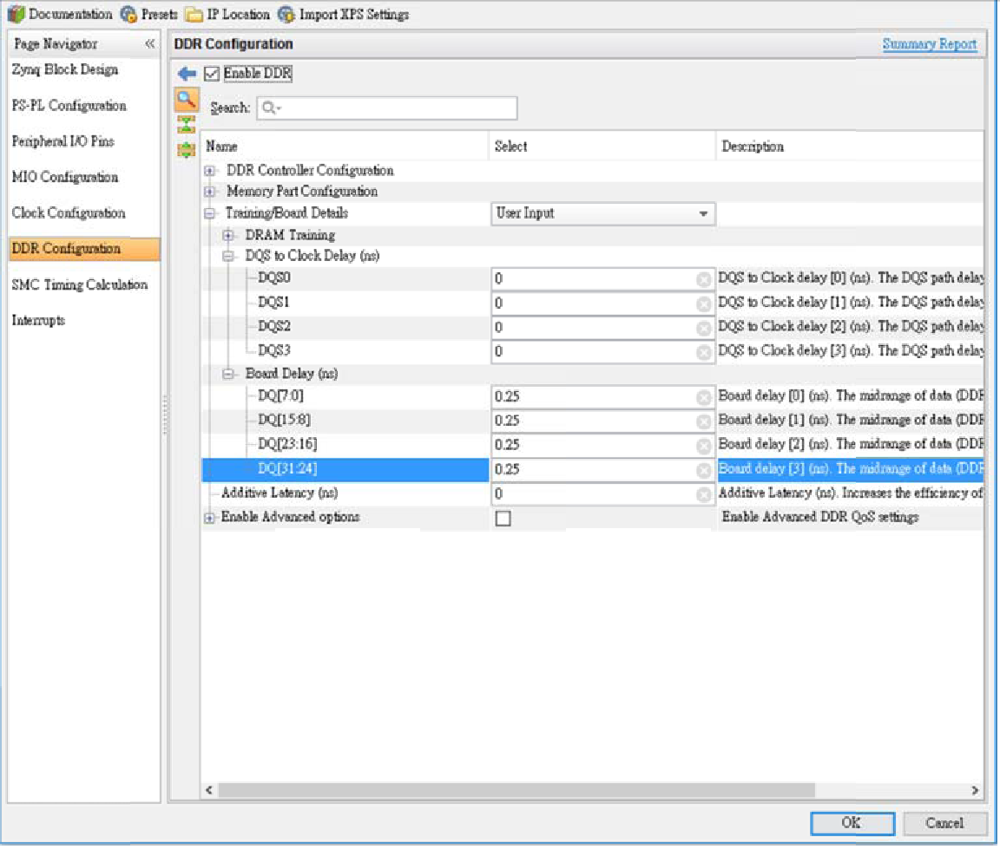 Documentation Presets IP Location Import XPS Settings
Page Navigator «
DDR Configuration Summary Report
Zynq Block Design
PS-PL Configuration
Peripheral I/O Pins
MIO Configuration
Clock Configuration
DDR Configuration
SMC Timing Calculation
Interrupts
Enable DDR
Search:
Name Select Description
DDR Controller Configuration
Memory Part Configuration
Training/Board Details User Input
DRAM Training
DQS to Clock Delay (ns)
DQS0 0 DQS to Clock delay [0] (ns). The DQS path delay
DQS1 0 DQS to Clock delay [1] (ns). The DQS path delay
DQS2 0 DQS to Clock delay [2] (ns). The DQS path delay
DQS3 0 DQS to Clock delay [3] (ns). The DQS path delay
Board Delay (ns)
DQ[7:0] 0.25 Board delay [0] (ns). The midrange of data (DDR
DQ[15:8] 0.25 Board delay [1] (ns). The midrange of data (DDR
DQ[23:16] 0.25 Board delay [2] (ns). The midrange of data (DDR
DQ[31:24] 0.25 Board delay [3] (ns). The midrange of data (DDR
Additive Latency (ns) 0 Additive Latency (ns). Increases the efficiency of
Enable Advanced options Enable Advanced DDR QoS settings
OK Cancel